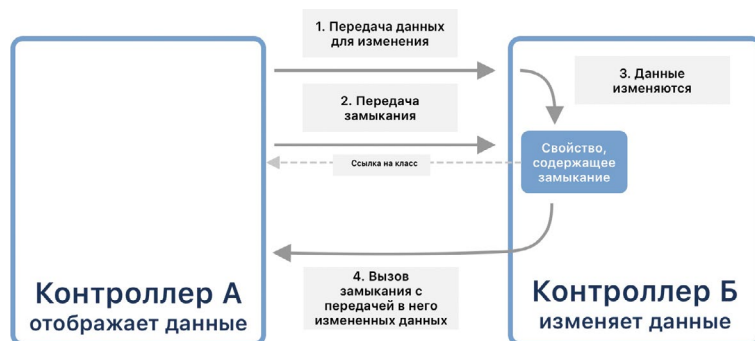 1. Передача данных
для изменения
3. Данные
изменяются
2. Передача
замыкания
Свойство,
содержащее
замыкание
Ссылка на класс
4. Вызов
замыкания с
передачей в него
измененных данных
Контроллер А
отображает данные
Контроллер Б
изменяет данные